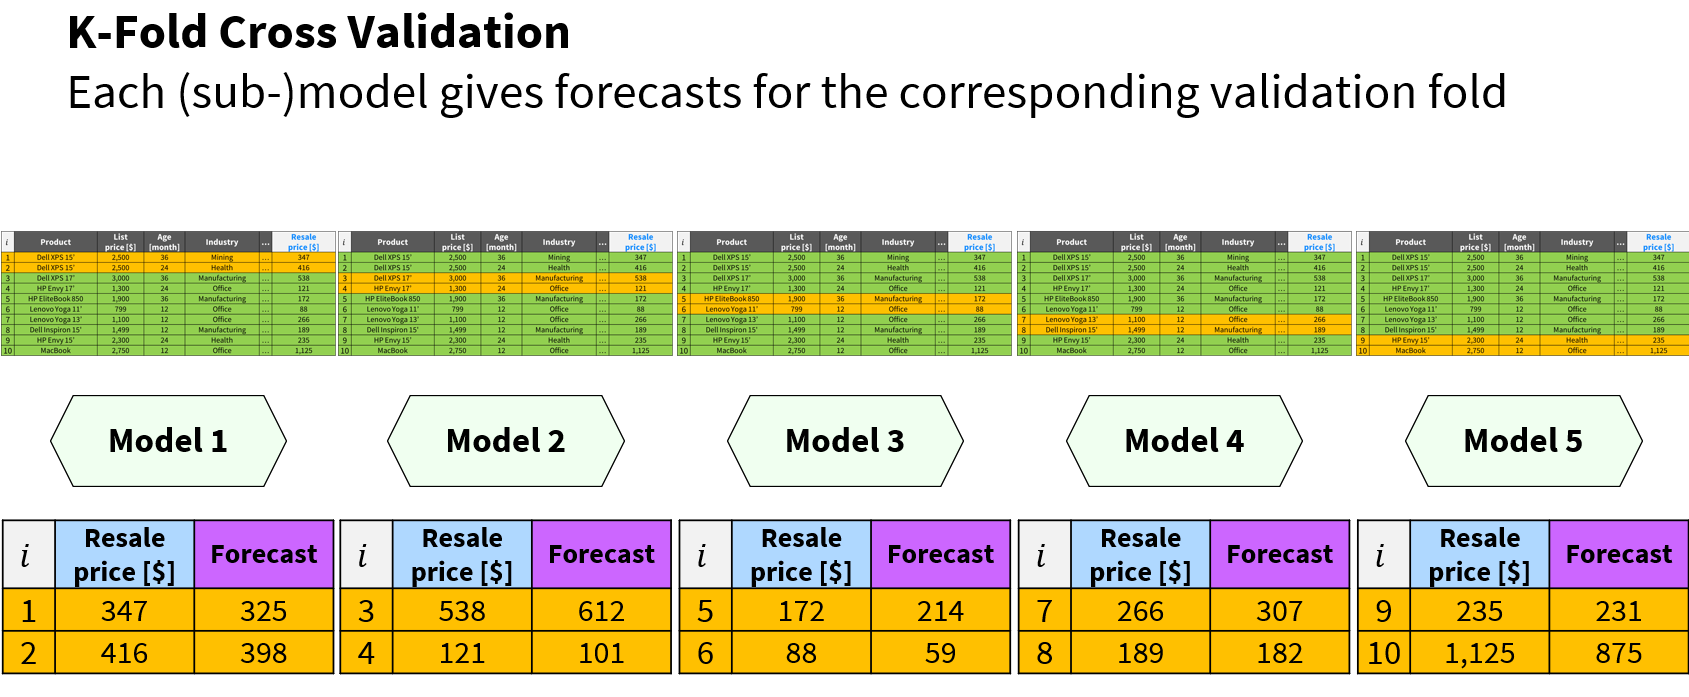 K-Fold Cross Validation
Each (sub-)model gives forecasts for the corresponding validation fold
i Product List price [$] Age [month] Industry ... Resale price [$]
1 Dell XPS 15' 2,500 36 Mining ... 347
2 Dell XPS 15' 2,500 24 Health ... 416
3 Dell XPS 17' 3,000 36 Manufacturing ... 538
4 HP Envy 17' 1,300 24 Office ... 121
5 HP EliteBook 850 1,900 36 Manufacturing ... 172
6 Lenovo Yoga 11' 799 12 Office ... 88
7 Lenovo Yoga 13' 1,100 12 Office ... 266
8 Dell Inspiron 15' 1,499 12 Manufacturing ... 189
9 HP Envy 15' 2,300 24 Health ... 235
10 MacBook 2,750 12 Office ... 1,125
i Product List price [$] Age [month] Industry ... Resale price [$]
1 Dell XPS 15' 2,500 36 Mining ... 347
2 Dell XPS 15' 2,500 24 Health ... 416
3 Dell XPS 17' 3,000 36 Manufacturing ... 538
4 HP Envy 17' 1,300 24 Office ... 121
5 HP EliteBook 850 1,900 36 Manufacturing ... 172
6 Lenovo Yoga 11' 799 12 Office ... 88
7 Lenovo Yoga 13' 1,100 12 Office ... 266
8 Dell Inspiron 15' 1,499 12 Manufacturing ... 189
9 HP Envy 15' 2,300 24 Health ... 235
10 MacBook 2,750 12 Office ... 1,125
i Product List price [$] Age [month] Industry ... Resale price [$]
1 Dell XPS 15' 2,500 36 Mining ... 347
2 Dell XPS 15' 2,500 24 Health ... 416
3 Dell XPS 17' 3,000 36 Manufacturing ... 538
4 HP Envy 17' 1,300 24 Office ... 121
5 HP EliteBook 850 1,900 36 Manufacturing ... 172
6 Lenovo Yoga 11' 799 12 Office ... 88
7 Lenovo Yoga 13' 1,100 12 Office ... 266
8 Dell Inspiron 15' 1,499 12 Manufacturing ... 189
9 HP Envy 15' 2,300 24 Health ... 235
10 MacBook 2,750 12 Office ... 1,125
i Product List price [$] Age [month] Industry ... Resale price [$]
1 Dell XPS 15' 2,500 36 Mining ... 347
2 Dell XPS 15' 2,500 24 Health ... 416
3 Dell XPS 17' 3,000 36 Manufacturing ... 538
4 HP Envy 17' 1,300 24 Office ... 121
5 HP EliteBook 850 1,900 36 Manufacturing ... 172
6 Lenovo Yoga 11' 799 12 Office ... 88
7 Lenovo Yoga 13' 1,100 12 Office ... 266
8 Dell Inspiron 15' 1,499 12 Manufacturing ... 189
9 HP Envy 15' 2,300 24 Health ... 235
10 MacBook 2,750 12 Office ... 1,125
i Product List price [$] Age [month] Industry ... Resale price [$]
1 Dell XPS 15' 2,500 36 Mining ... 347
2 Dell XPS 15' 2,500 24 Health ... 416
3 Dell XPS 17' 3,000 36 Manufacturing ... 538
4 HP Envy 17' 1,300 24 Office ... 121
5 HP EliteBook 850 1,900 36 Manufacturing ... 172
6 Lenovo Yoga 11' 799 12 Office ... 88
7 Lenovo Yoga 13' 1,100 12 Office ... 266
8 Dell Inspiron 15' 1,499 12 Manufacturing ... 189
9 HP Envy 15' 2,300 24 Health ... 235
10 MacBook 2,750 12 Office ... 1,125
Model 1
Model 2
Model 3
Model 4
Model 5
i Resale price [$] Forecast
1 347 325
2 416 398
i Resale price [$] Forecast
3 538 612
4 121 101
i Resale price [$] Forecast
5 172 214
6 88 59
i Resale price [$] Forecast
7 266 307
8 189 182
i Resale price [$] Forecast
9 235 231
10 1,125 875